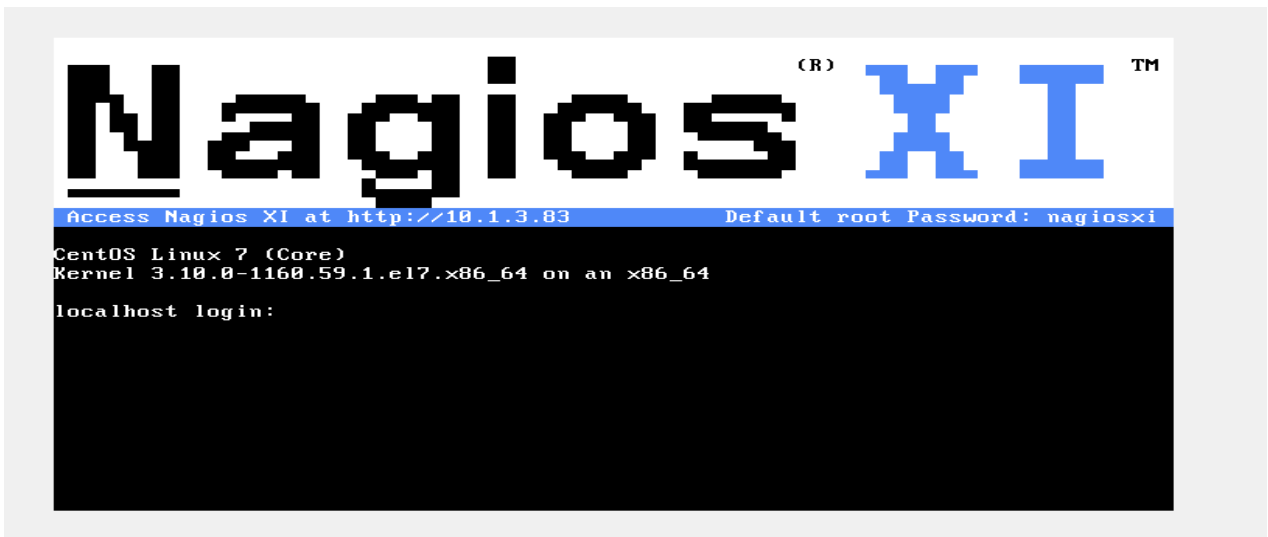 Nagios (R) XI TM
Access Nagios XI at http://10.1.3.83 Default root Password: nagiosxi
CentOS Linux 7 (Core)
Kernel 3.10.0-1160.59.1.el7.x86_64 on an x86_64
localhost login: